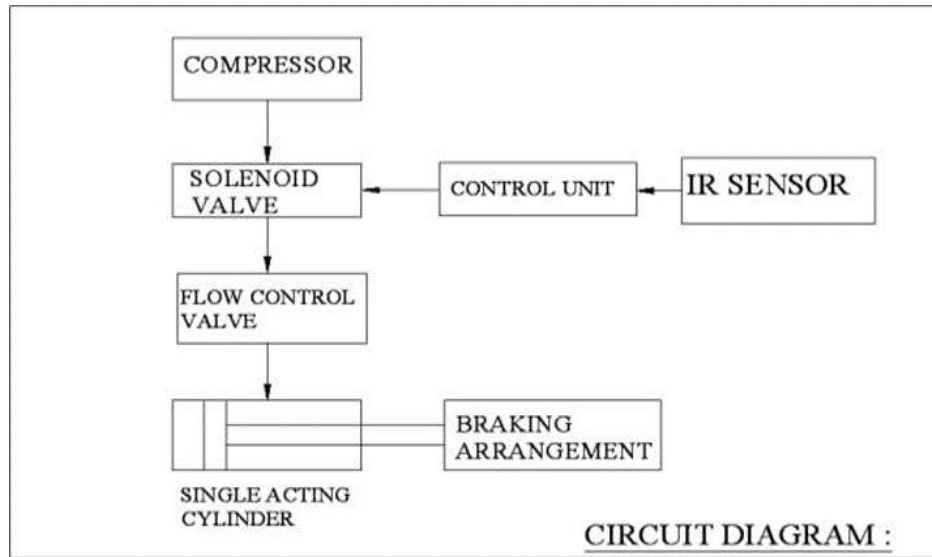 COMPRESSOR
SOLENOID
VALVE
CONTROL UNIT
IR SENSOR
FLOW CONTROL
VALVE
BRAKING
ARRANGEMENT
SINGLE ACTING
CYLINDER
CIRCUIT DIAGRAM :